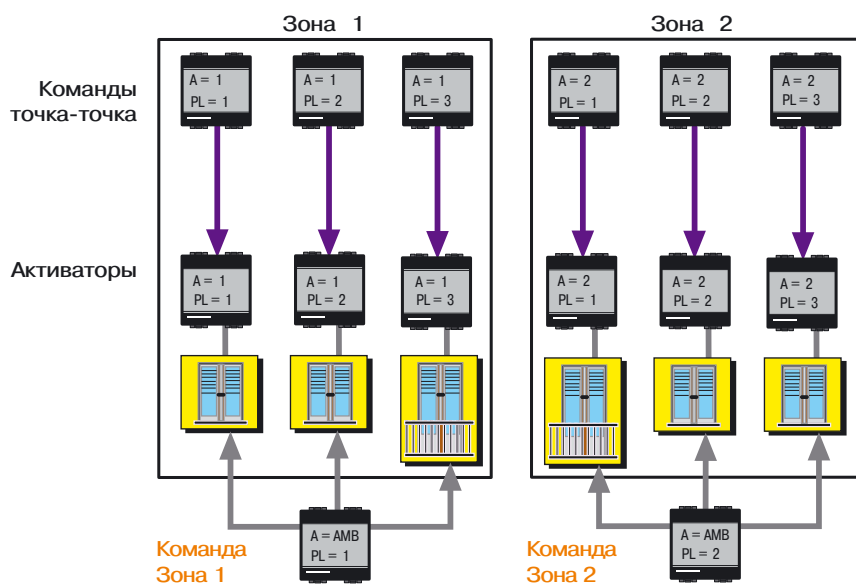 Зона 1
Зона 2
Команды
точка-точка
A = 1
PL = 1
A = 1
PL = 2
A = 1
PL = 3
A = 2
PL = 1
A = 2
PL = 2
A = 2
PL = 3
Активаторы
A = 1
PL = 1
A = 1
PL = 2
A = 1
PL = 3
A = 2
PL = 1
A = 2
PL = 2
A = 2
PL = 3
Команда
Зона 1
A = AMB
PL = 1
Команда
Зона 2
A = AMB
PL = 2